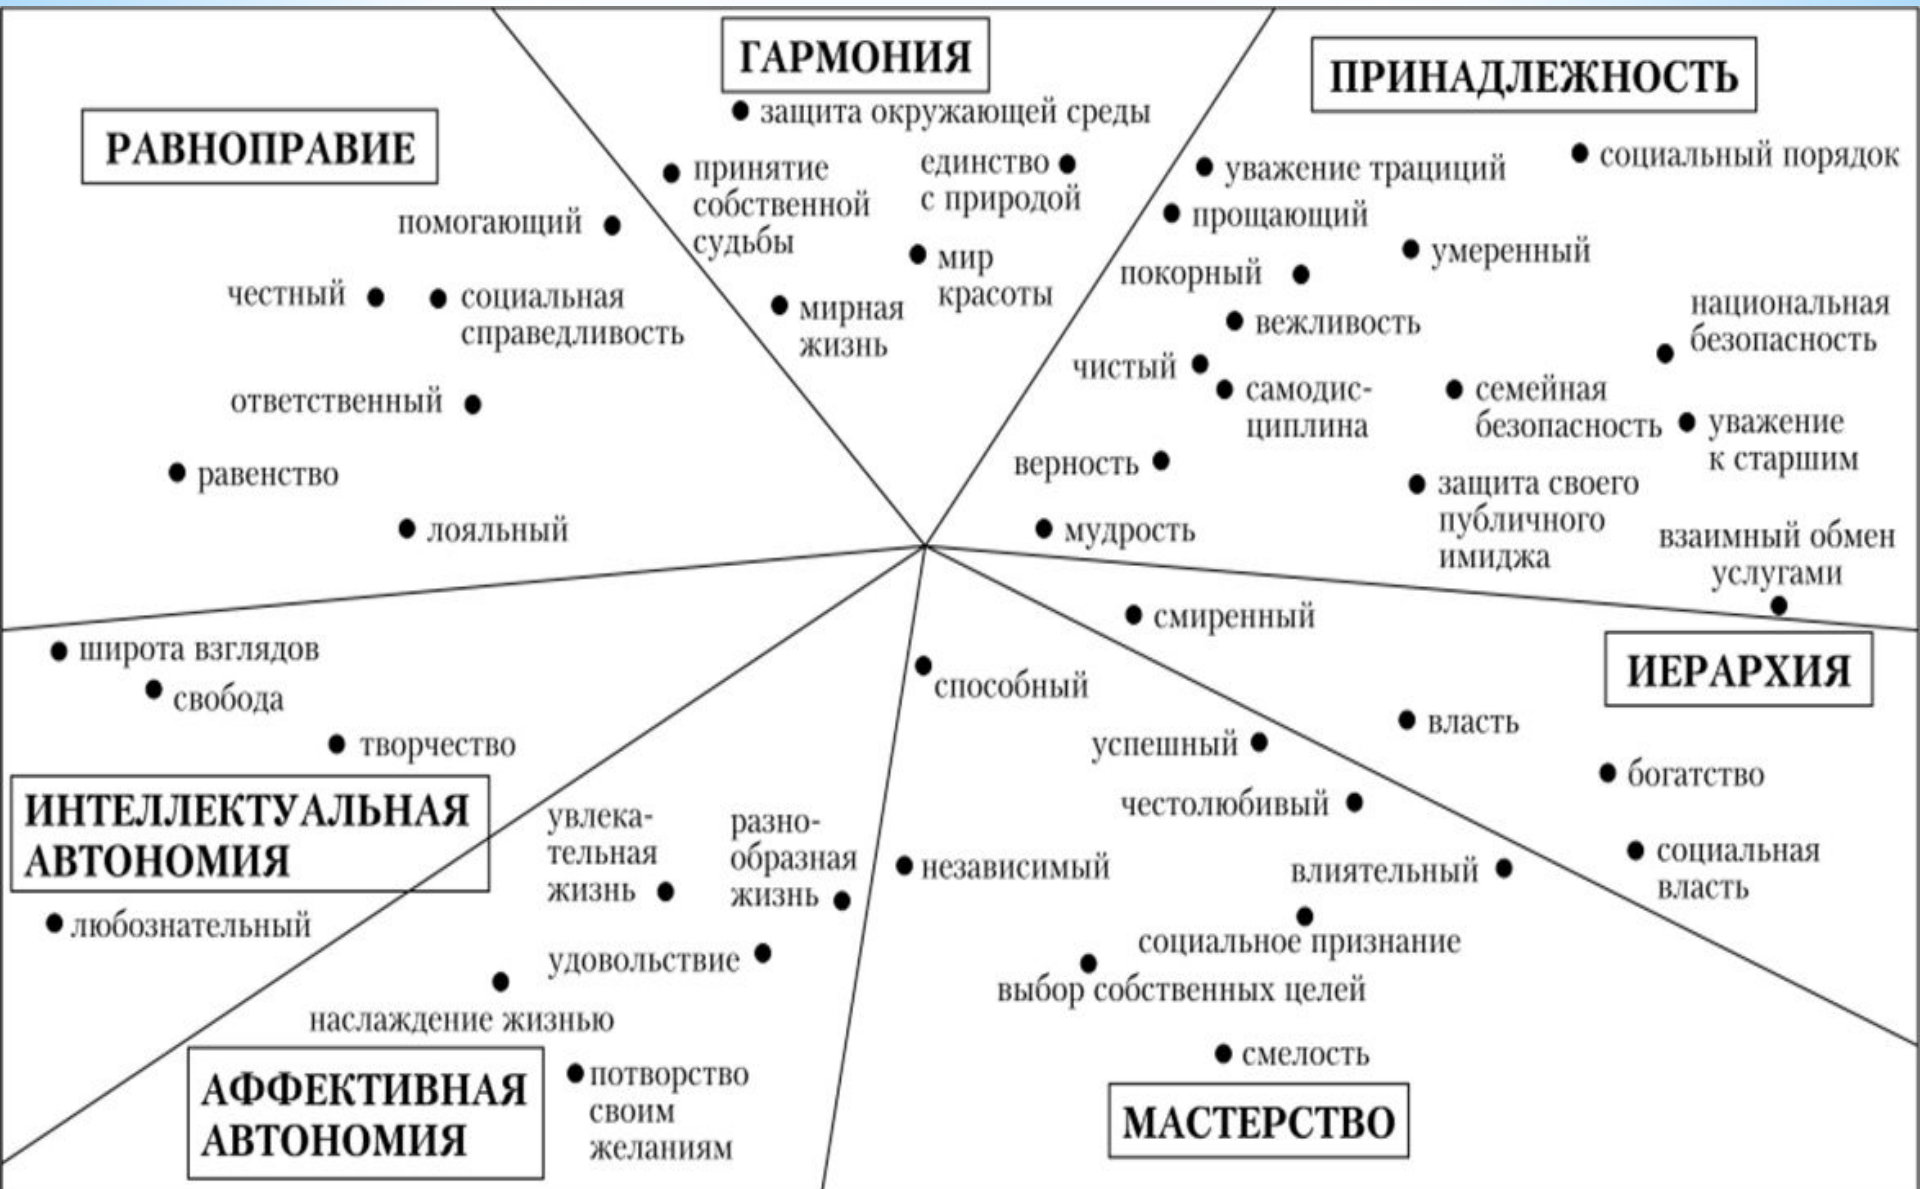 ГАРМОНИЯ
защита окружающей среды
принятие
собственной
судьбы
единство
с природой
мир
красоты
мирная
жизнь
ПРИНАДЛЕЖНОСТЬ
социальный порядок
уважение трациций
прощающий
умеренный
покорный
вежливость
национальная
безопасность
чистый
самодис-
циплина
семейная
безопасность
уважение
к старшим
верность
защита своего
публичного
имиджа
мудрость
взаимный обмен
услугами
РАВНОПРАВИЕ
помогающий
честный
социальная
справедливость
ответственный
равенство
лояльный
широта взглядов
свобода
творчество
ИНТЕЛЛЕКТУАЛЬНАЯ
АВТОНОМИЯ
любознательный
увлека-
тельная
жизнь
разно-
образная
жизнь
удовольствие
наслаждение жизнью
АФФЕКТИВНАЯ
АВТОНОМИЯ
потворство
своим
желаниям
способный
успешный
честолюбивый
независимый
влиятельный
социальное признание
выбор собственных целей
смелость
МАСТЕРСТВО
смиренный
ИЕРАРХИЯ
власть
богатство
социальная
власть